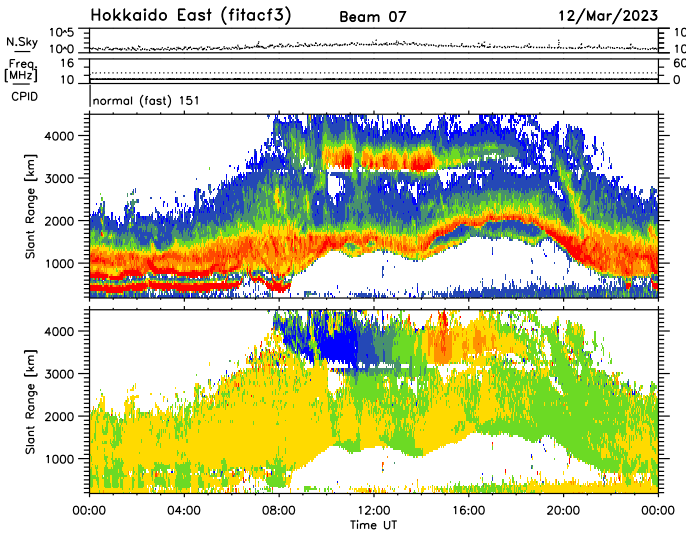 Hokkaido East (fitacf3) Beam 07 12/Mar/2023
N.Sky 10^5 10^0 10 10
Freq. [MHz] 16 10 60 0
CPID normal (fast) 151
Slant Range [km] 4000 3000 2000 1000
Slant Range [km] 4000 3000 2000 1000
00:00 04:00 08:00 12:00 16:00 20:00 00:00
Time UT